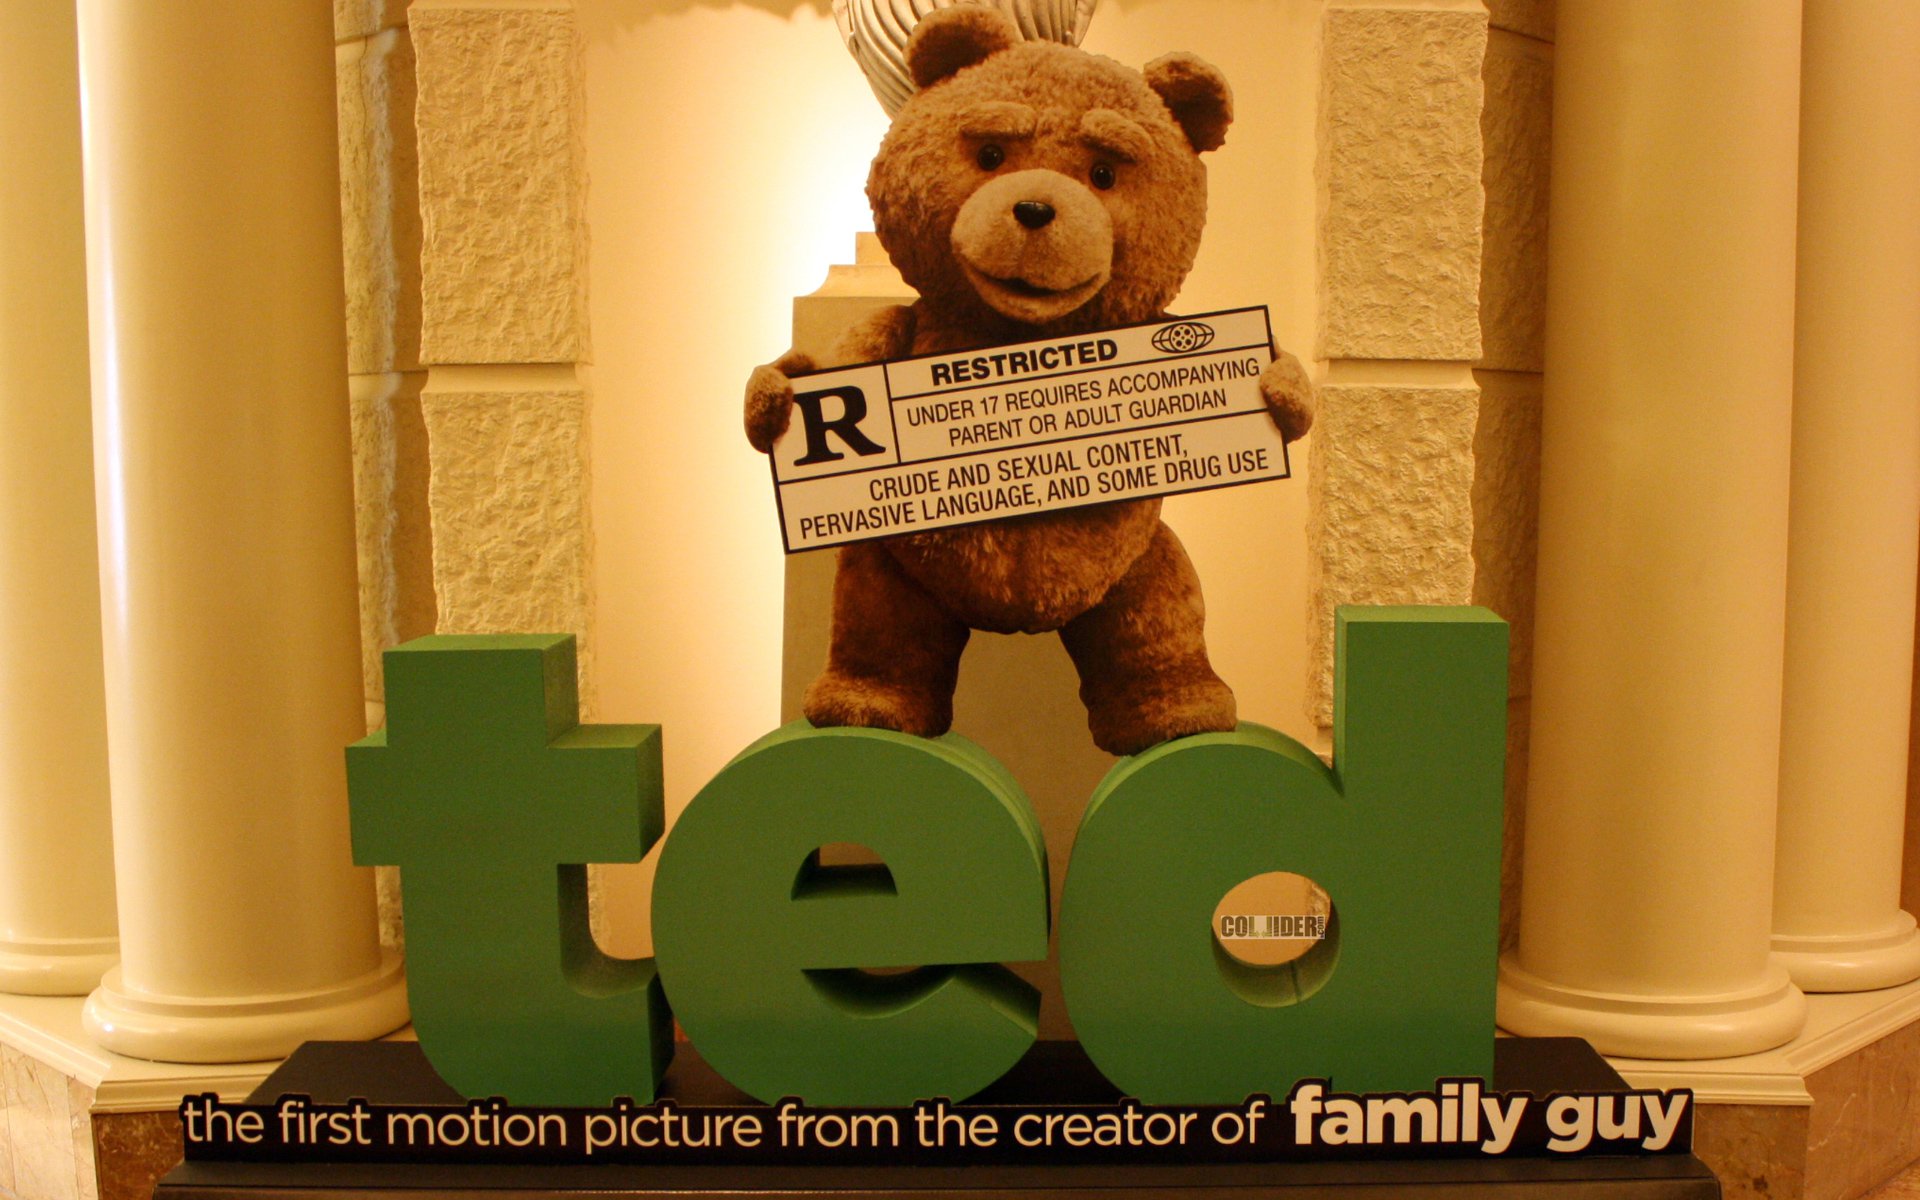 R
RESTRICTED
UNDER 17 REQUIRES ACCOMPANYING
PARENT OR ADULT GUARDIAN
CRUDE AND SEXUAL CONTENT,
PERVASIVE LANGUAGE, AND SOME DRUG USE
ted
COLLIDER.com
the first motion picture from the creator of family guy